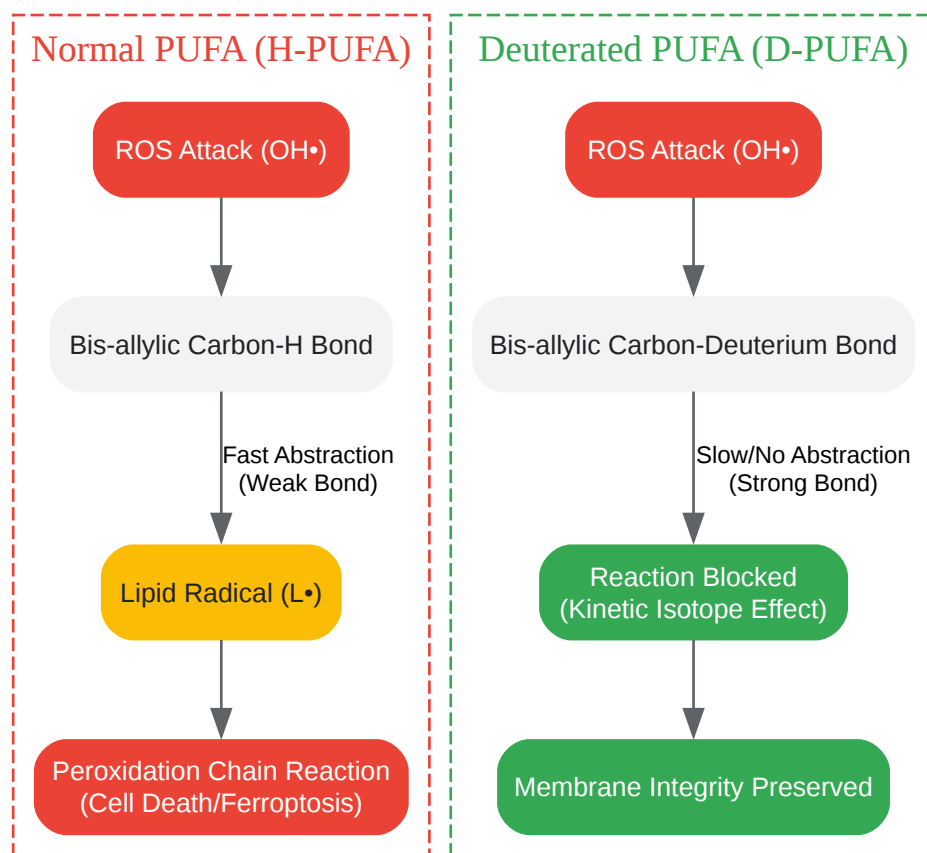 Normal PUFA (H-PUFA)
ROS Attack (OH•)
Bis-allylic Carbon-H Bond
Fast Abstraction
(Weak Bond)
Lipid Radical (L•)
Peroxidation Chain Reaction
(Cell Death/Ferroptosis)
Deuterated PUFA (D-PUFA)
ROS Attack (OH•)
Bis-allylic Carbon-Deuterium Bond
Slow/No Abstraction
(Strong Bond)
Reaction Blocked
(Kinetic Isotope Effect)
Membrane Integrity Preserved